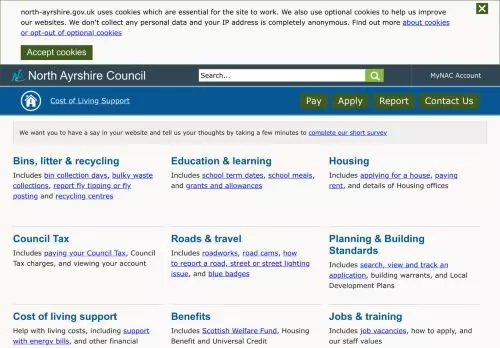 north-ayrshire.gov.uk uses cookies which are essential for the site to work. We also use optional cookies to help us improve
our websites. We don't collect any personal data and your IP address is completely anonymous. Find out more about cookies
or opt-out of optional cookies
Accept cookies
North Ayrshire Council
Search...
MyNAC Account
Cost of Living Support
Pay
Apply
Report
Contact Us
We want you to have a say in your website and tell us your thoughts by taking a few minutes to complete our short survey
Bins, litter & recycling
Includes bin collection days, bulky waste
collections, report fly tipping or fly
posting and recycling centres
Education & learning
Includes school term dates, school meals,
and grants and allowances
Housing
Includes applying for a house, paying
rent, and details of Housing offices
Council Tax
Includes paying your Council Tax, Council
Tax charges, and viewing your account
Roads & travel
Includes roadworks, road cams, how
to report a road, street or street lighting
issue, and blue badges
Planning & Building
Standards
Includes search, view and track an
application, building warrants, and Local
Development Plans
Cost of living support
Help with living costs, including support
with energy bills, and other financial
Benefits
Includes Scottish Welfare Fund, Housing
Benefit and Universal Credit
Jobs & training
Includes job vacancies, how to apply, and
our staff values